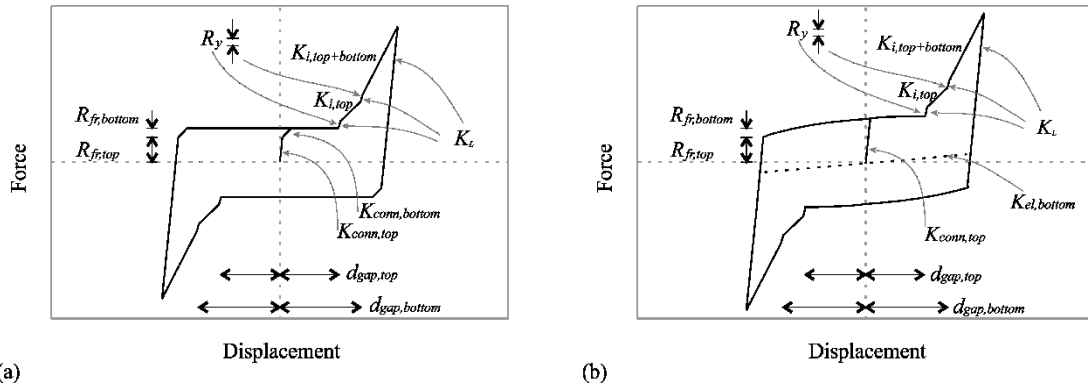 R_y
K_i,top+bottom
K_i,top
R_fr,bottom
R_fr,top
K_L
K_conn,bottom
K_conn,top
d_gap,top
d_gap,bottom
Force
Displacement
(a)
R_y
K_i,top+bottom
K_i,top
R_fr,bottom
R_fr,top
K_L
K_el,bottom
K_conn,top
d_gap,top
d_gap,bottom
Force
Displacement
(b)